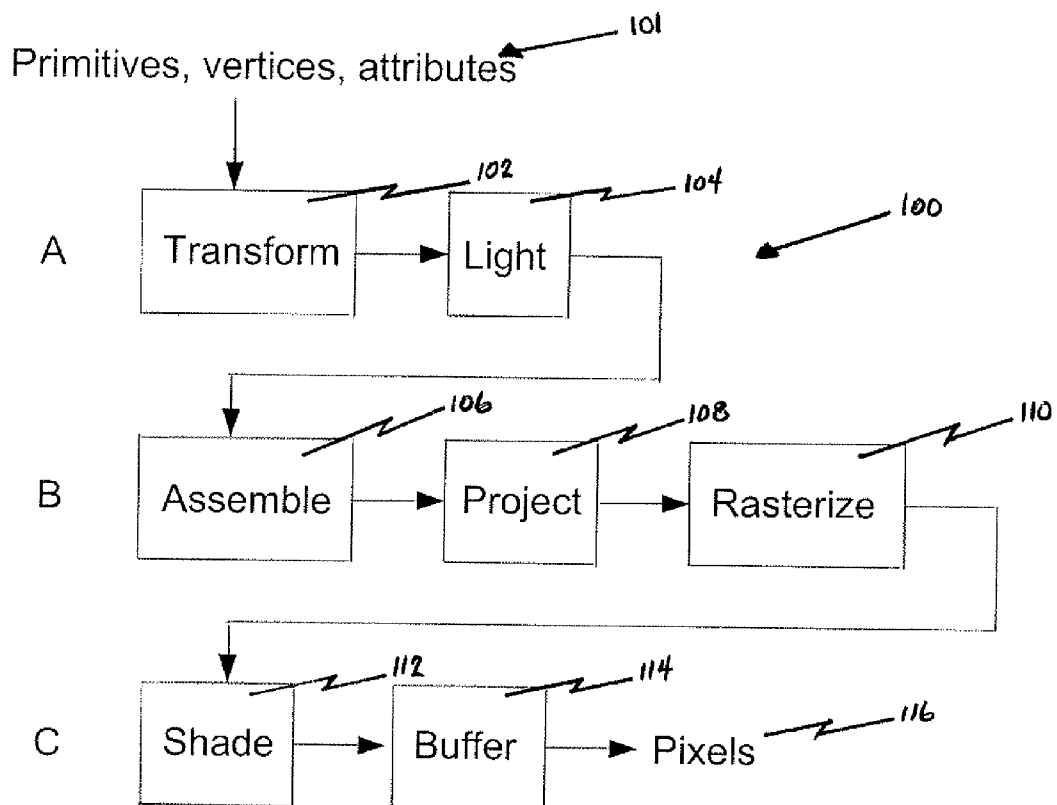 101
Primitives, vertices, attributes
102
104
100
A
Transform
Light
106
108
110
B
Assemble
Project
Rasterize
112
114
116
C
Shade
Buffer
Pixels